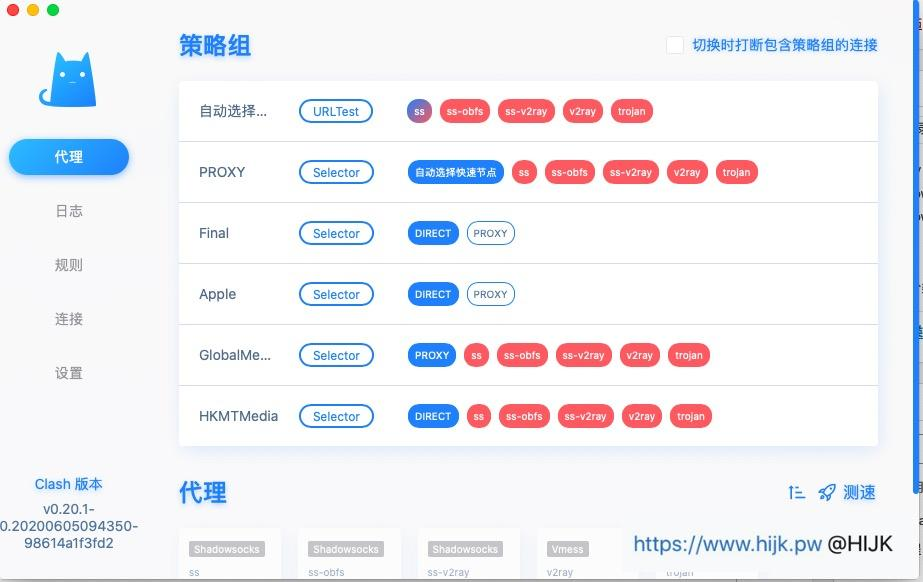 策略组
切换时打断包含策略组的连接
自动选择... URLTest ss ss-obfs ss-v2ray v2ray trojan
代理
PROXY Selector 自动选择快速节点 ss ss-obfs ss-v2ray v2ray trojan
日志
Final Selector DIRECT PROXY
规则
Apple Selector DIRECT PROXY
连接
GlobalMe... Selector PROXY ss ss-obfs ss-v2ray v2ray trojan
设置
HKMTMedia Selector DIRECT ss ss-obfs ss-v2ray v2ray trojan
Clash 版本
v0.20.1-
0.20200605094350-
98614a1f3fd2
代理
测速
Shadowsocks Shadowsocks Shadowsocks Vmess
ss ss-obfs ss-v2ray v2ray trojan
https://www.hijk.pw @HIJK